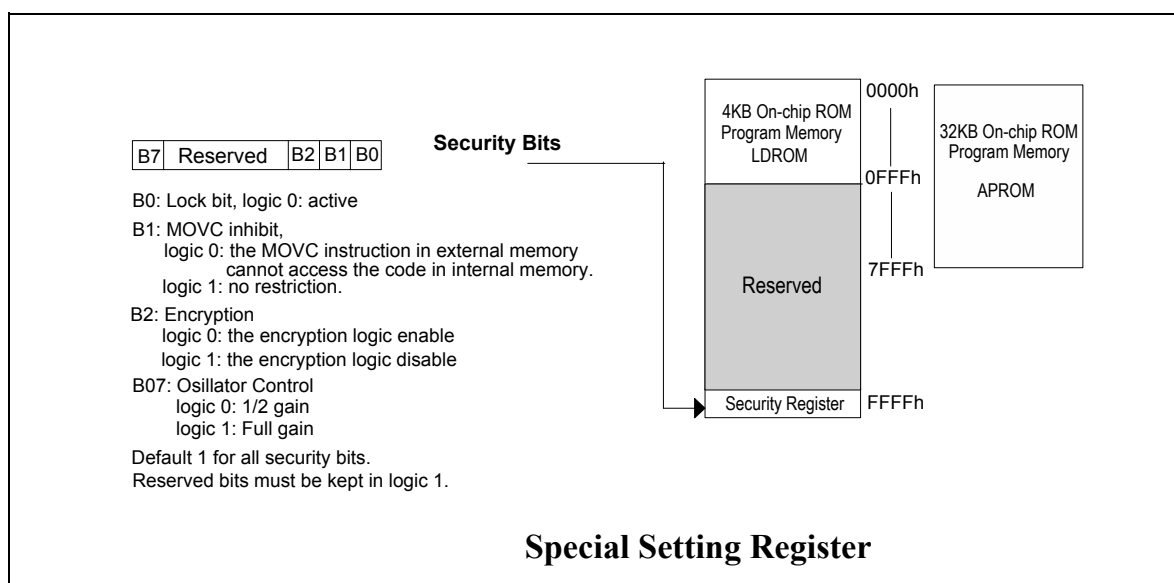 B7 Reserved B2 B1 B0
Security Bits
B0: Lock bit, logic 0: active
B1: MOVC inhibit,
logic 0: the MOVC instruction in external memory
cannot access the code in internal memory.
logic 1: no restriction.
B2: Encryption
logic 0: the encryption logic enable
logic 1: the encryption logic disable
B07: Osillator Control
logic 0: 1/2 gain
logic 1: Full gain
Default 1 for all security bits.
Reserved bits must be kept in logic 1.
4KB On-chip ROM
Program Memory
LDROM
Reserved
Security Register
0000h
0FFFh
7FFFh
FFFFh
32KB On-chip ROM
Program Memory
APROM
Special Setting Register